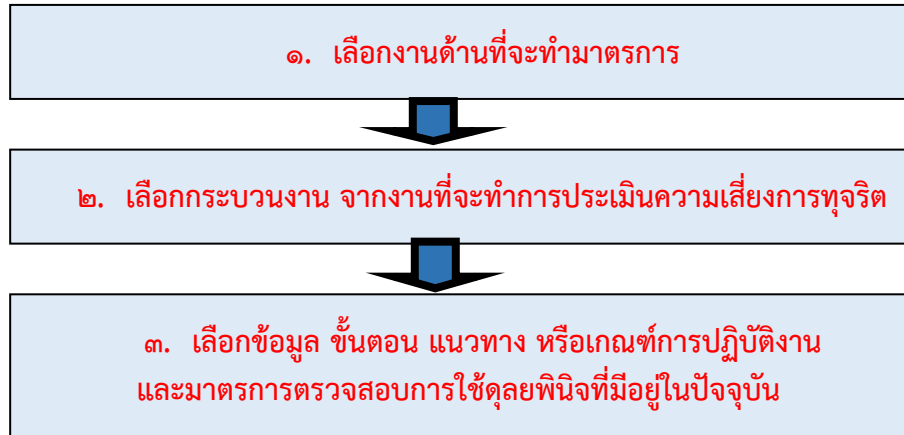 ๑. เลือกงานด้านที่จะทำมาตรการ
๒. เลือกกระบวนงาน จากงานที่จะทำการประเมินความเสี่ยงการทุจริต
๓. เลือกข้อมูล ขั้นตอน แนวทาง หรือเกณฑ์การปฏิบัติงาน
และมาตรการตรวจสอบการใช้ดุลยพินิจที่มีอยู่ในปัจจุบัน